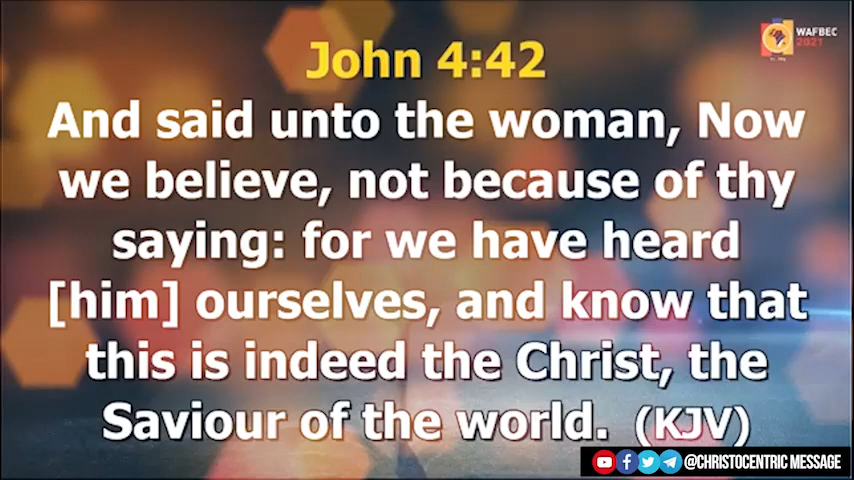 John 4:42
WAFBEC
2021
And said unto the woman, Now
we believe, not because of thy
saying: for we have heard
[him] ourselves, and know that
this is indeed the Christ, the
Saviour of the world. (KJV)
@CHRISTOCENTRIC MESSAGE